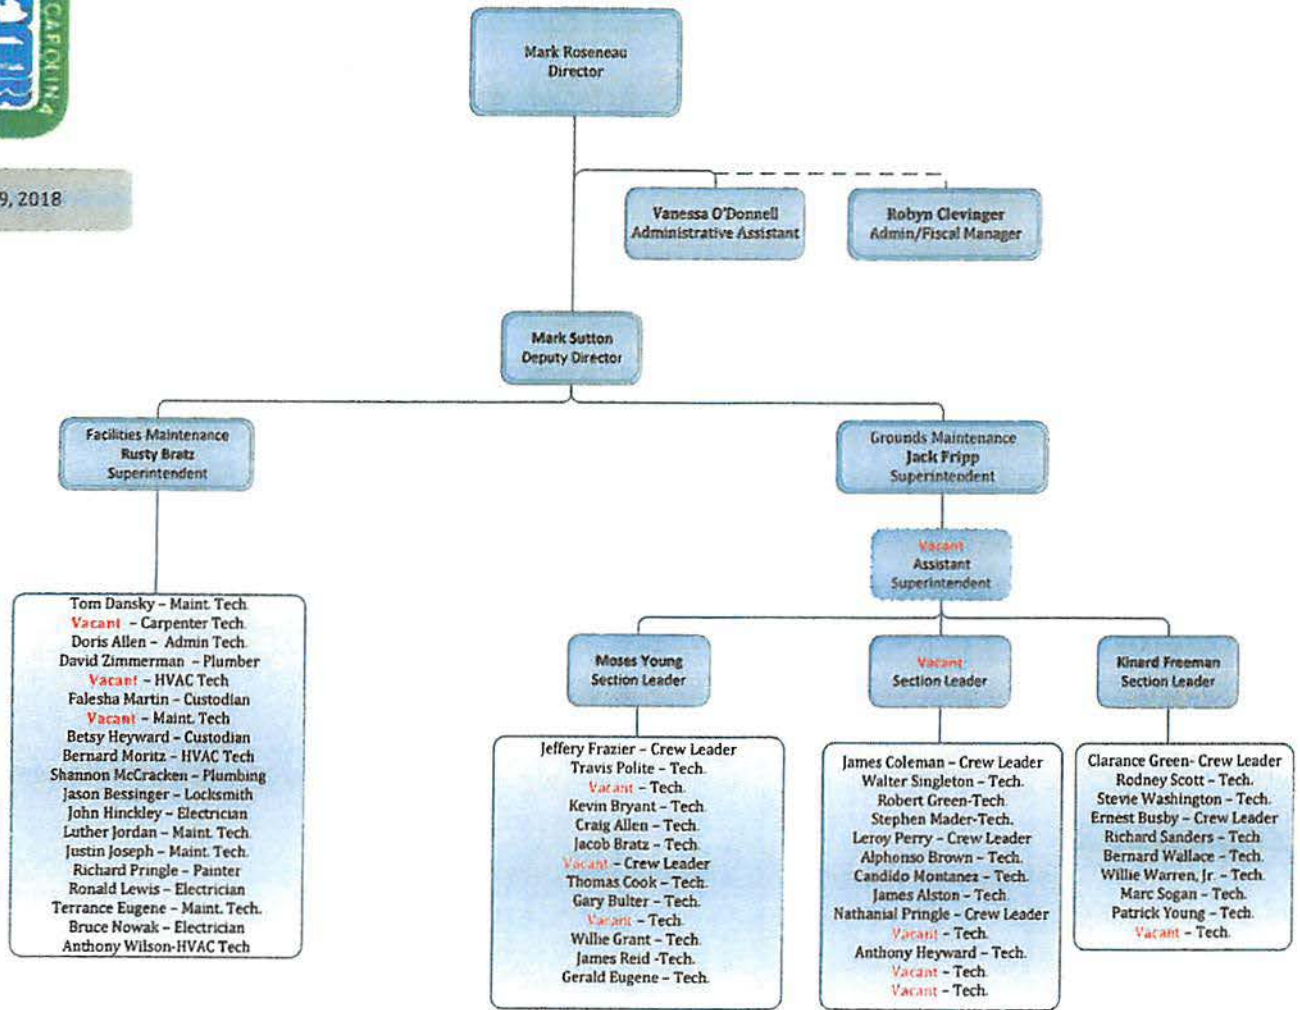 CAROLINA
9, 2018
Mark Roseneau
Director
Vanessa O'Donnell
Administrative Assistant
Robyn Clevinger
Admin/Fiscal Manager
Mark Sutton
Deputy Director
Facilities Maintenance
Rusty Bratz
Superintendent
Grounds Maintenance
Jack Fripp
Superintendent
Vacant
Assistant
Superintendent
Moses Young
Section Leader
Vacant
Section Leader
Kinard Freeman
Section Leader
Tom Dansky – Maint. Tech.
Vacant – Carpenter Tech.
Doris Allen – Admin Tech.
David Zimmerman – Plumber
Vacant – HVAC Tech
Falesha Martin – Custodian
Vacant – Maint. Tech
Betsy Heyward – Custodian
Bernard Moritz – HVAC Tech
Shannon McCracken – Plumbing
Jason Bessinger – Locksmith
John Hinckley – Electrician
Luther Jordan – Maint. Tech.
Justin Joseph – Maint. Tech.
Richard Pringle – Painter
Ronald Lewis – Electrician
Terrance Eugene – Maint. Tech.
Bruce Nowak – Electrician
Anthony Wilson-HVAC Tech
Jeffery Frazier – Crew Leader
Travis Polite – Tech.
Vacant – Tech.
Kevin Bryant – Tech.
Craig Allen – Tech.
Jacob Bratz – Tech.
Vacant – Crew Leader
Thomas Cook – Tech.
Gary Bulter – Tech.
Vacant – Tech.
Willie Grant – Tech.
James Reid -Tech.
Gerald Eugene – Tech.
James Coleman – Crew Leader
Walter Singleton – Tech.
Robert Green-Tech.
Stephen Mader-Tech.
Leroy Perry – Crew Leader
Alphonso Brown – Tech.
Candido Montanez – Tech.
James Alston – Tech.
Nathanial Pringle – Crew Leader
Vacant – Tech.
Anthony Heyward – Tech.
Vacant – Tech.
Vacant – Tech.
Clarance Green- Crew Leader
Rodney Scott – Tech.
Stevie Washington – Tech.
Ernest Busby – Crew Leader
Richard Sanders – Tech
Bernard Wallace – Tech.
Willie Warren, Jr. – Tech.
Marc Sogan – Tech.
Patrick Young – Tech.
Vacant – Tech.